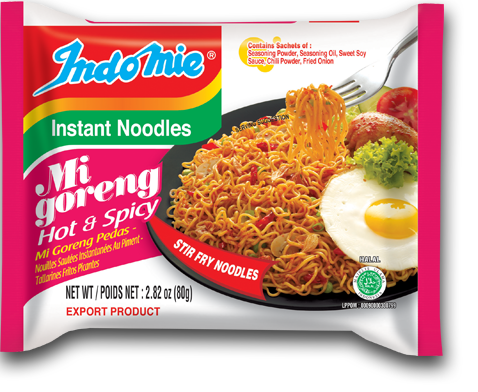 Indomie®
Contains Sachets of :
Seasoning Powder, Seasoning Oil, Sweet Soy
Sauce, Chili Powder, Fried Onion
Instant Noodles
Mi
goreng
Hot & Spicy
Mi Goreng Pedas -
Nouilles Sautées Instantanées Au Piment -
Tallarines Fritos Picantes
STIR FRY NOODLES
HALAL
NET WT / POIDS NET : 2.82 oz (80g)
EXPORT PRODUCT